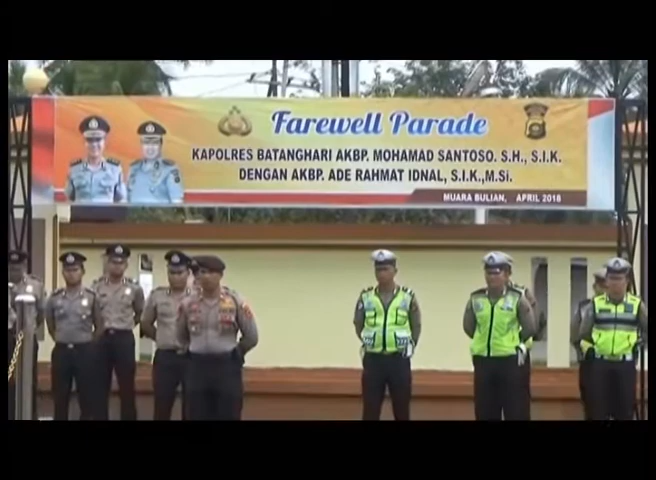 Farewell Parade
KAPOLRES BATANGHARI AKBP. MOHAMAD SANTOSO. S.H., S.I.K.
DENGAN AKBP. ADE RAHMAT IDNAL, S.I.K.,M.Si.
MUARA BULIAN, APRIL 2018